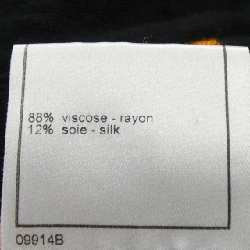 88% viscose - rayon
12% soie - silk
09914B